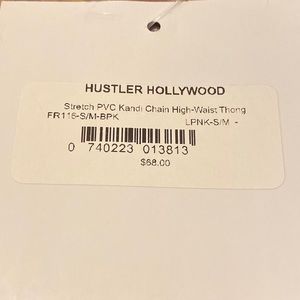 HUSTLER HOLLYWOOD
Stretch PVC Kandi Chain High-Waist Thong
FR116-S/M-BPK LPNK-S/M -
0 740223 013813
$68.00